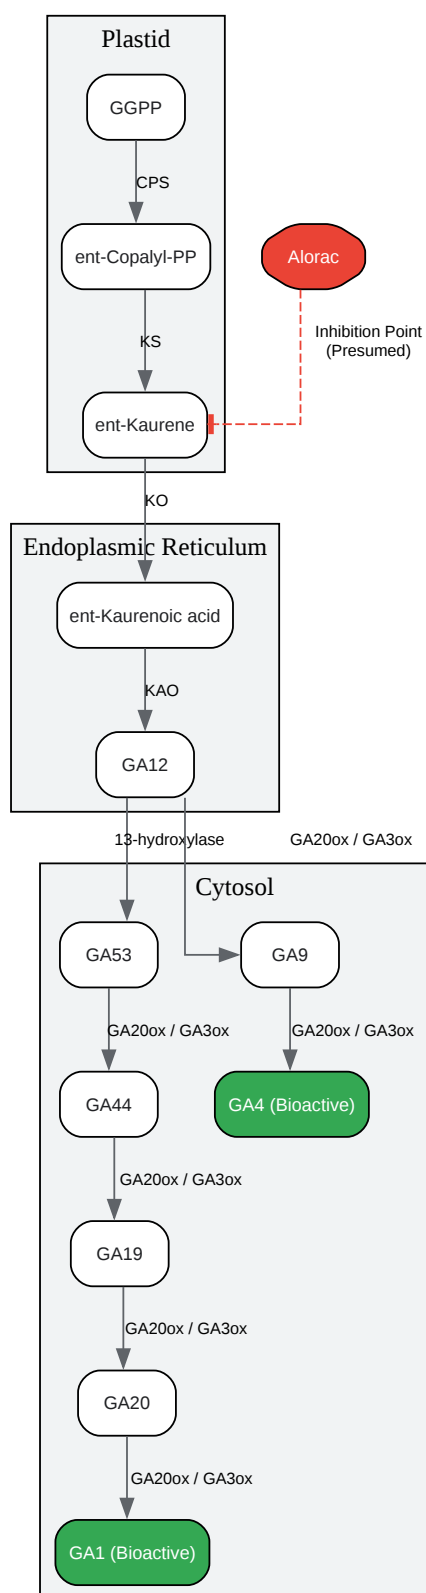 Plastid
GGPP
CPS
ent-Copalyl-PP
Alorac
Inhibition Point
(Presumed)
KS
ent-Kaurene
KO
Endoplasmic Reticulum
ent-Kaurenoic acid
KAO
GA12
13-hydroxylase
GA20ox / GA3ox
Cytosol
GA53
GA9
GA20ox / GA3ox
GA20ox / GA3ox
GA44
GA4 (Bioactive)
GA20ox / GA3ox
GA19
GA20ox / GA3ox
GA20
GA20ox / GA3ox
GA1 (Bioactive)